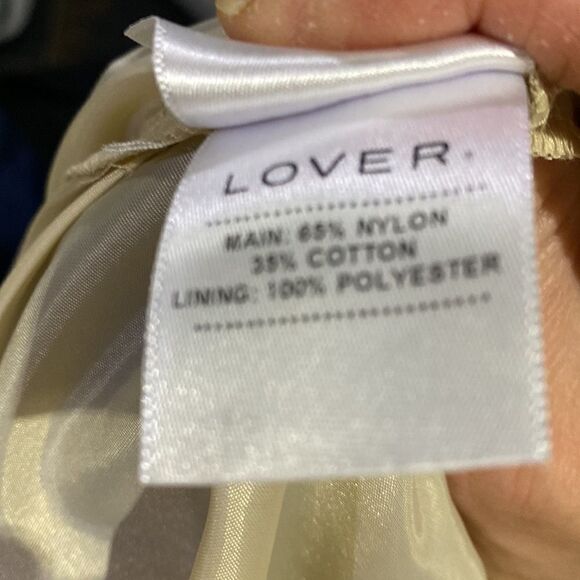 LOVER.
MAIN: 65% NYLON
35% COTTON
LINING: 100% POLYESTER